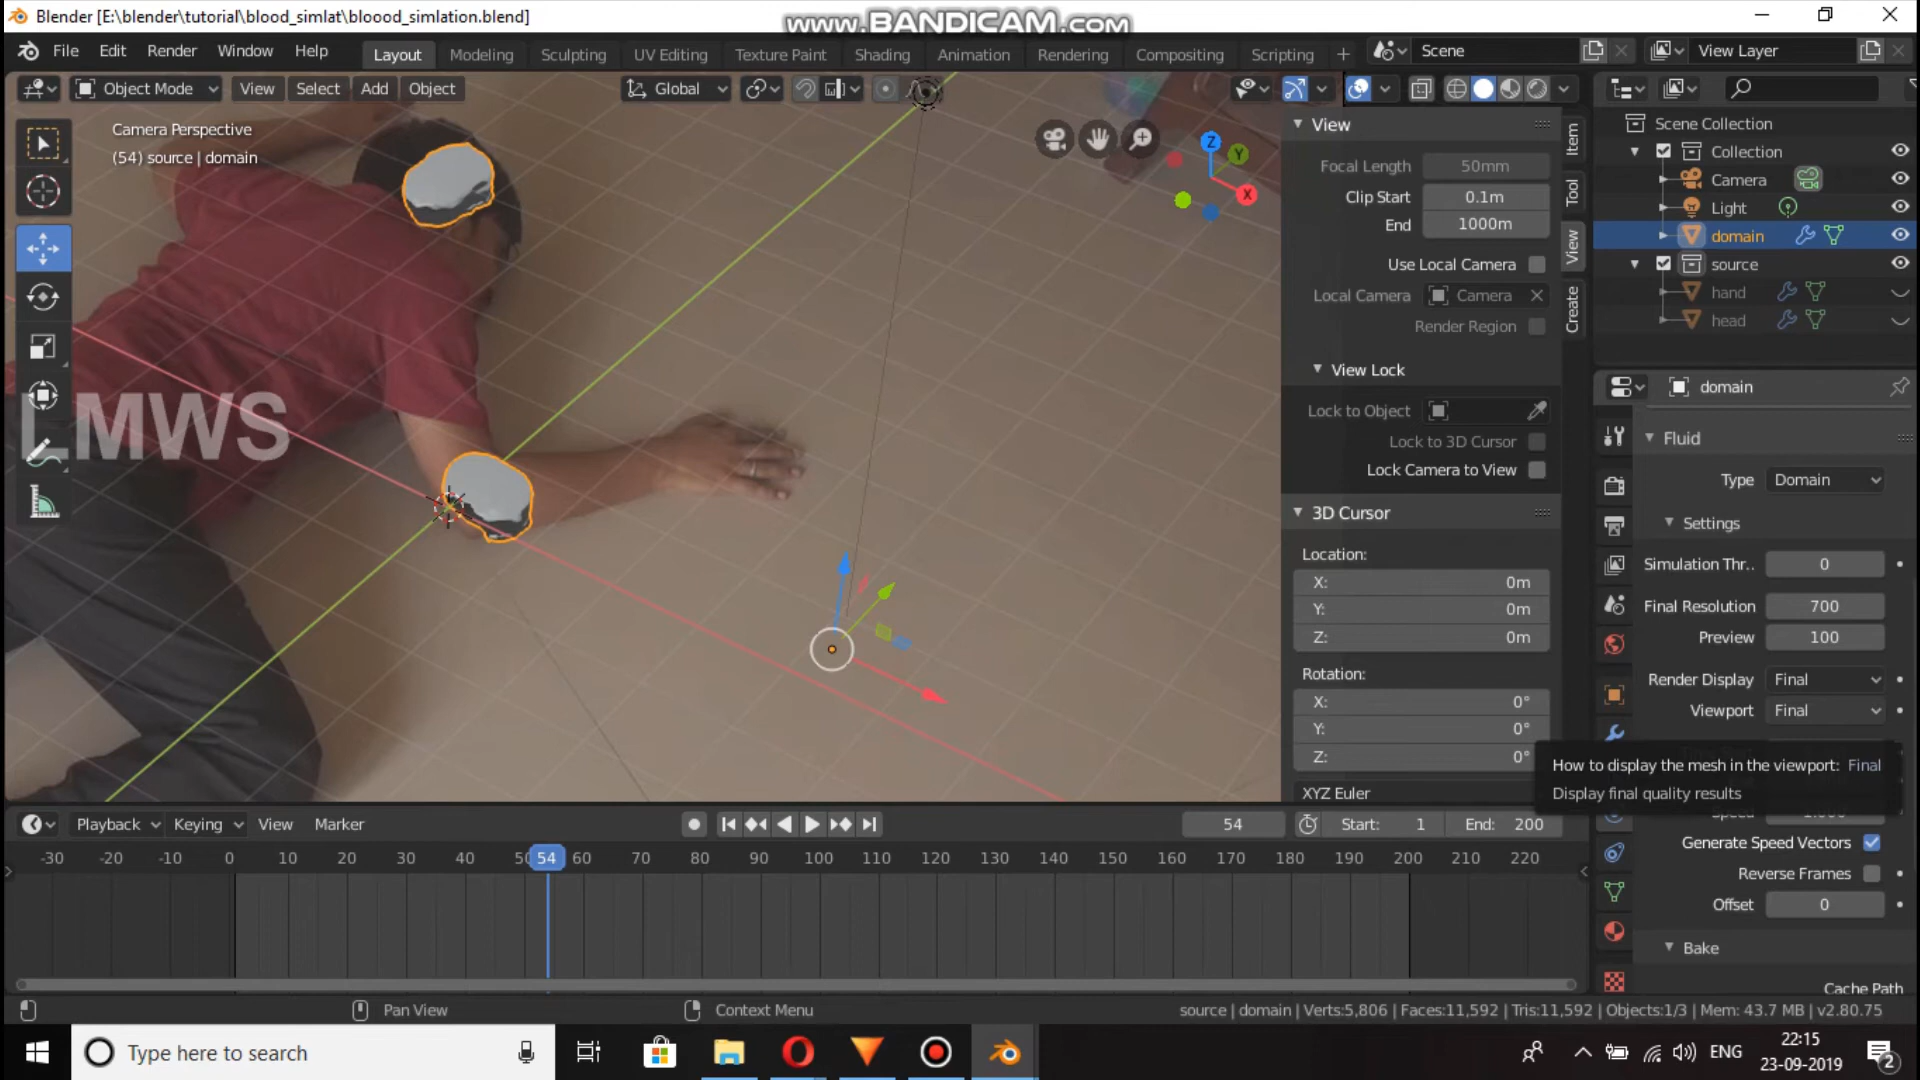 Blender [E:\blender\tutorial\blood_simlat\bloood_simlation.blend]
www.BANDICAM.com
File Edit Render Window Help
Layout Modeling Sculpting UV Editing Texture Paint Shading Animation Rendering Compositing Scripting
Scene
View Layer
Object Mode View Select Add Object
Global
Camera Perspective
(54) source | domain
LMWS
Z
Y
X
View
Focal Length 50mm
Clip Start 0.1m
End 1000m
Use Local Camera
Local Camera Camera
Render Region
View Lock
Lock to Object
Lock to 3D Cursor
Lock Camera to View
3D Cursor
Location:
X: 0m
Y: 0m
Z: 0m
Rotation:
X: 0°
Y: 0°
Z: 0°
XYZ Euler
Item
Tool
View
Create
Scene Collection
Collection
Camera
Light
domain
source
hand
head
domain
Fluid
Type Domain
Settings
Simulation Thr.. 0
Final Resolution 700
Preview 100
Render Display Final
Viewport Final
How to display the mesh in the viewport: Final
Display final quality results
Generate Speed Vectors
Reverse Frames
Offset 0
Bake
Cache Path
Playback Keying View Marker
54
Start: 1
End: 200
-30 -20 -10 0 10 20 30 40 54 60 70 80 90 100 110 120 130 140 150 160 170 180 190 200 210 220
Pan View
Context Menu
source | domain | Verts:5,806 | Faces:11,592 | Tris:11,592 | Objects:1/3 | Mem: 43.7 MB | v2.80.75
Type here to search
ENG
22:15
23-09-2019
2